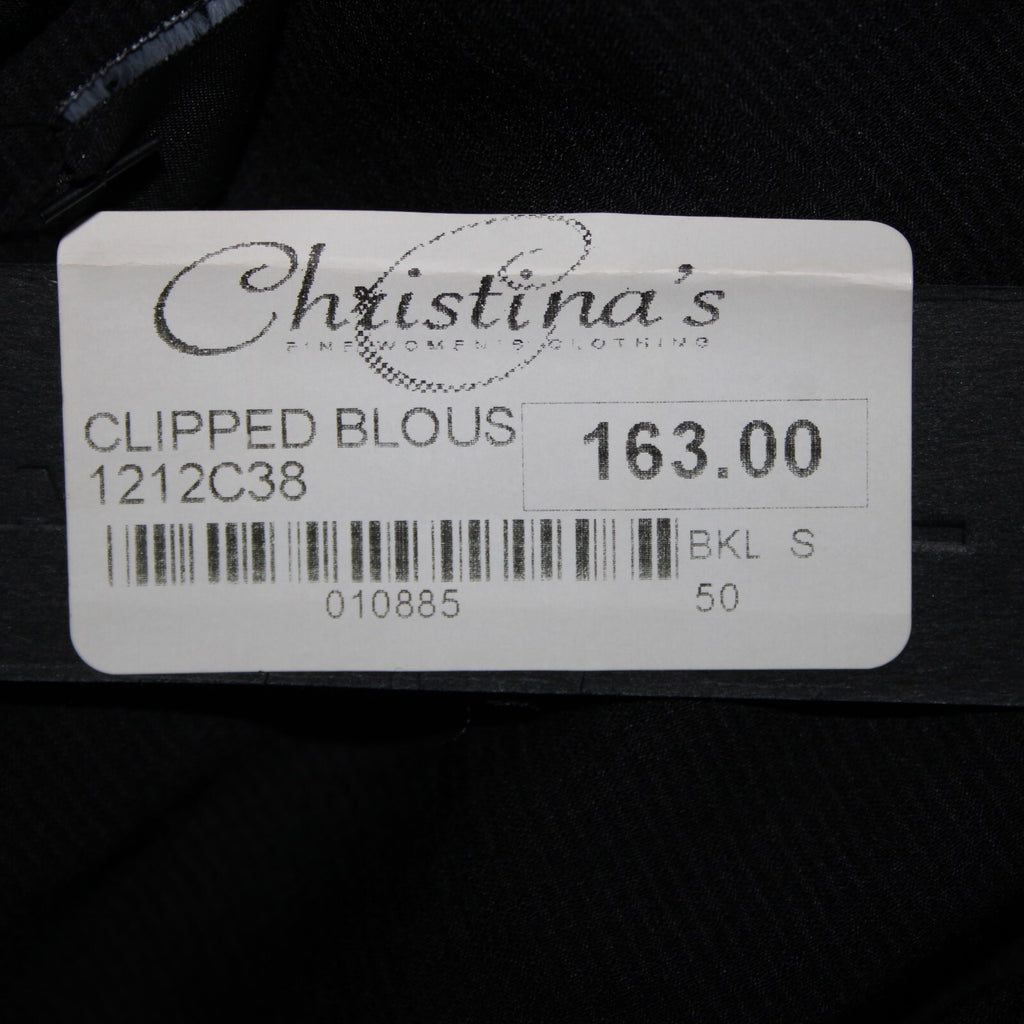 Christina's
FINE WOMEN'S CLOTHING
CLIPPED BLOUS
163.00
1212C38
BKL S
010885
50